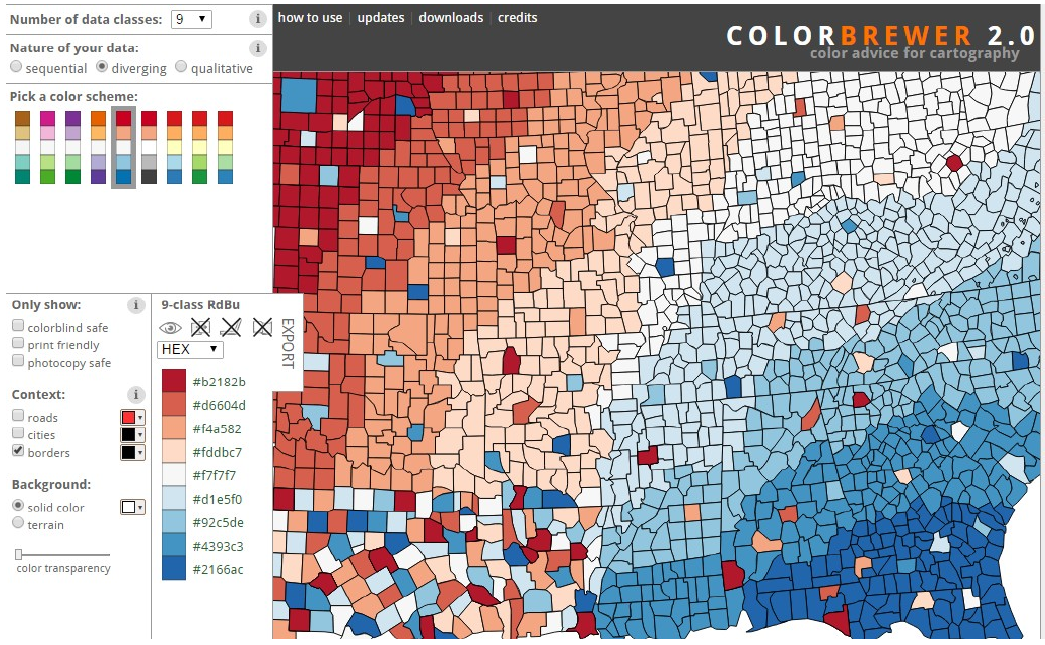 Number of data classes: 9 i
how to use updates downloads credits
COLORBREWER 2.0
color advice for cartography
Nature of your data: i
sequential diverging qualitative
Pick a color scheme:
Only show: i
colorblind safe
print friendly
photocopy safe
Context: i
roads
cities
borders
Background:
solid color
terrain
color transparency
9-class RdBu
EXPORT
HEX
#b2182b
#d6604d
#f4a582
#fddbc7
#f7f7f7
#d1e5f0
#92c5de
#4393c3
#2166ac